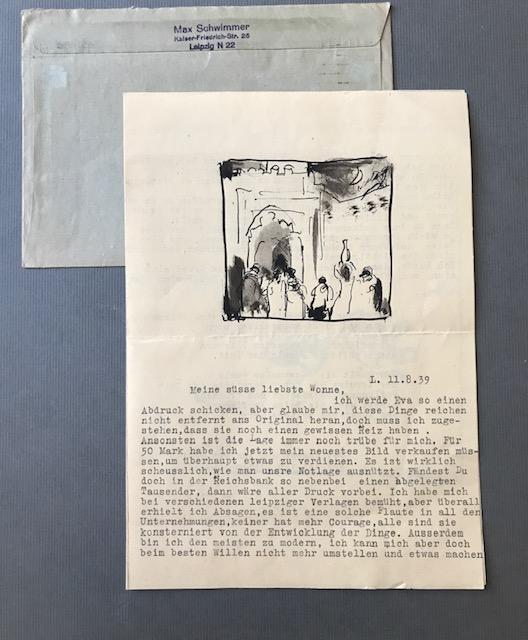 Max Schwimmer
Kaiser-Friedrich-Str. 26
Leipzig N 22
L. 11.8.39
Meine süsse liebste Wonne,
ich werde Eva so einen
Abdruck schicken, aber glaube mir, diese Dinge reichen
nicht entfernt ans Original heran,doch muss ich zuge-
stehen,dass sie noch einen gewissen Reiz haben .
Ansonsten ist die Lage immer noch trübe für mich. Für
50 Mark habe ich jetzt mein neuestes Bild verkaufen müs-
sen,um überhaupt etwas zu verdienen. Es ist wirklich
scheusslich,wie man unsre Notlage ausnützt. Fändest Du
doch in der Reichsbank so nebenbei einen abgelegten
Tausender, dann wäre aller Druck vorbei. Ich habe mich
bei verschiedenen leipziger Verlagen bemüht,aber überall
erhielt ich Absagen,es ist eine solche Flaute in all den
Unternehmungen,keiner hat mehr Courage,alle sind sie
konsterniert von der Entwicklung der Dinge. Ausserdem
bin ich den meisten zu modern, ich kann mich aber doch
beim besten Willen nicht mehr umstellen und etwas machen